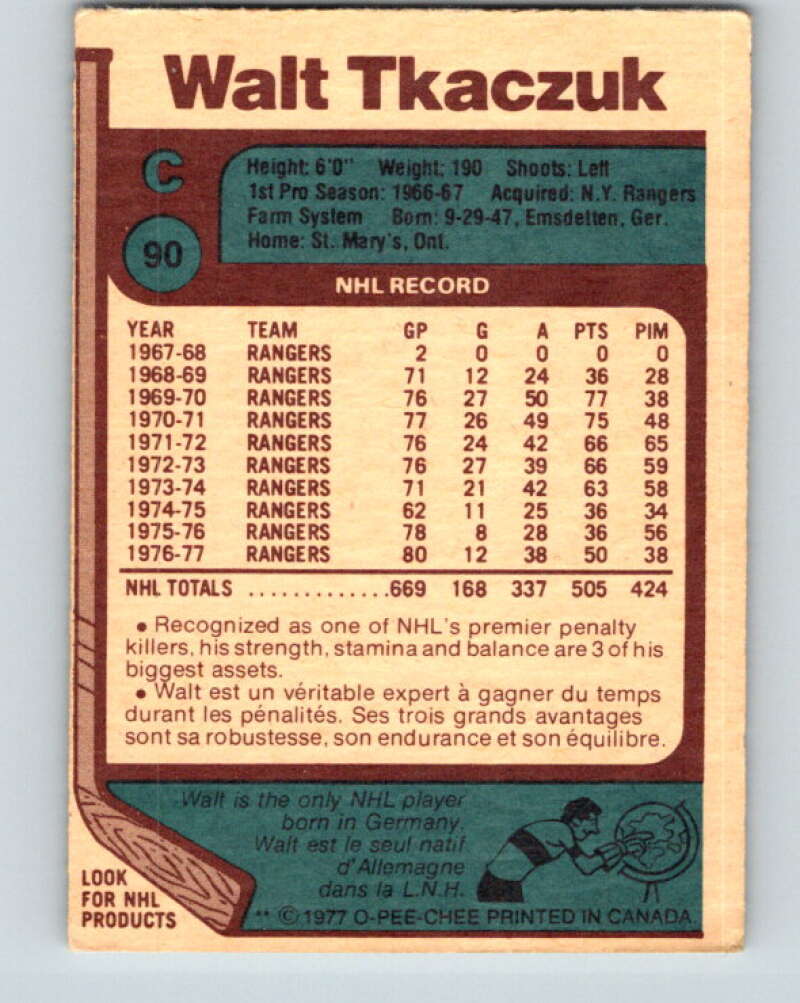 Walt Tkaczuk
C
Height: 6'0" Weight: 190 Shoots: Left
1st Pro Season: 1966-67 Acquired: N.Y. Rangers
Farm System Born: 9-29-47, Emsdetten, Ger.
Home: St. Mary's, Ont.
90
NHL RECORD
YEAR TEAM GP G A PTS PIM
1967-68 RANGERS 2 0 0 0 0
1968-69 RANGERS 71 12 24 36 28
1969-70 RANGERS 76 27 50 77 38
1970-71 RANGERS 77 26 49 75 48
1971-72 RANGERS 76 24 42 66 65
1972-73 RANGERS 76 27 39 66 59
1973-74 RANGERS 71 21 42 63 58
1974-75 RANGERS 62 11 25 36 34
1975-76 RANGERS 78 8 28 36 56
1976-77 RANGERS 80 12 38 50 38
NHL TOTALS .............669 168 337 505 424
• Recognized as one of NHL's premier penalty
killers, his strength, stamina and balance are 3 of his
biggest assets.
• Walt est un véritable expert à gagner du temps
durant les pénalités. Ses trois grands avantages
sont sa robustesse, son endurance et son équilibre.
Walt is the only NHL player
born in Germany.
Walt est le seul natif
d'Allemagne
dans la L.N.H.
LOOK
FOR NHL
PRODUCTS
** © 1977 O-PEE-CHEE PRINTED IN CANADA.